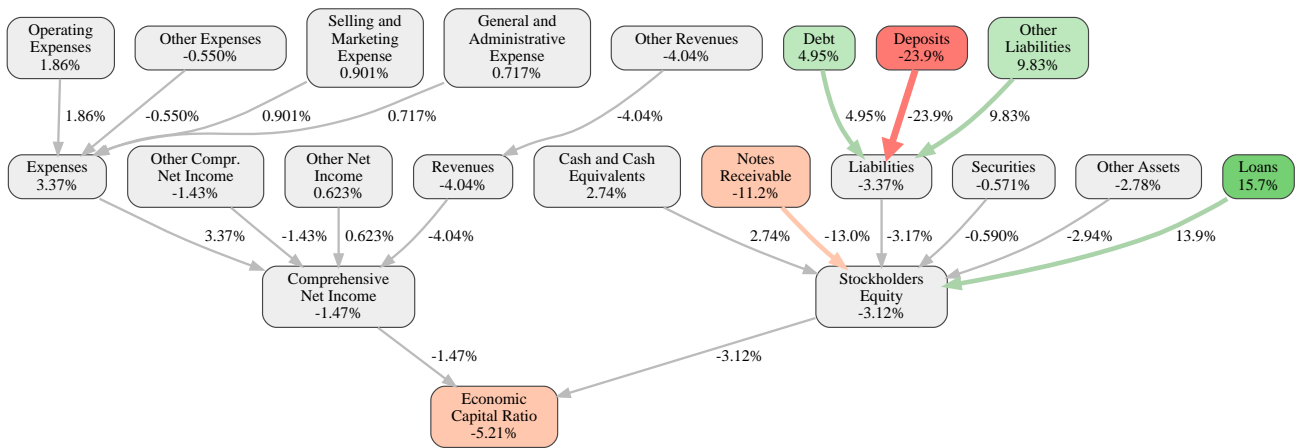 Operating
Expenses
1.86%
Other Expenses
-0.550%
Selling and
Marketing
Expense
0.901%
General and
Administrative
Expense
0.717%
Other Revenues
-4.04%
Debt
4.95%
Deposits
-23.9%
Other
Liabilities
9.83%
1.86%
-0.550%
0.901%
0.717%
-4.04%
4.95%
-23.9%
9.83%
Expenses
3.37%
Other Compr.
Net Income
-1.43%
Other Net
Income
0.623%
Revenues
-4.04%
Cash and Cash
Equivalents
2.74%
Notes
Receivable
-11.2%
Liabilities
-3.37%
Securities
-0.571%
Other Assets
-2.78%
Loans
15.7%
3.37%
-1.43%
0.623%
-4.04%
2.74%
-13.0%
-3.17%
-0.590%
-2.94%
13.9%
Comprehensive
Net Income
-1.47%
Stockholders
Equity
-3.12%
-1.47%
-3.12%
Economic
Capital Ratio
-5.21%